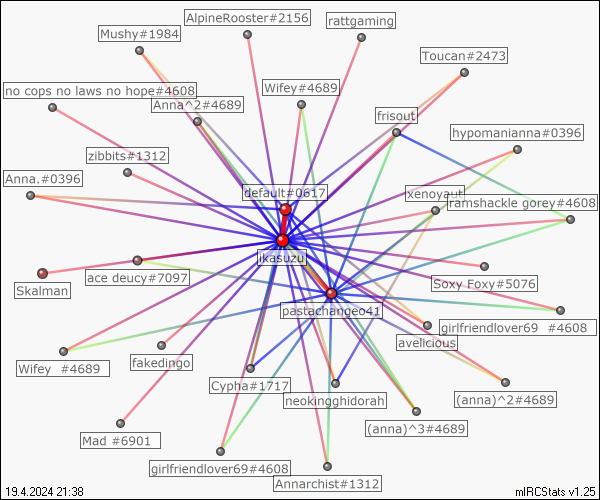 AlpineRooster#2156
rattgaming
Mushy#1984
Toucan#2473
no cops no laws no hope#4608
Wifey#4689
Anna^2#4689
frisout
hypomanianna#0396
zibbits#1312
Anna.#0396
default#0617
xenoyaut
ramshackle gorey#4608
jikasuzu
ace deucy#7097
Soxy Foxy#5076
Skalman
pastachangeo41
girlfriendlover69 #4608
avelicious
Wifey #4689
fakedingo
Cypha#1717
neokingghidorah
(anna)^2#4689
(anna)^3#4689
Mad #6901
girlfriendlover69#4608
Annarchist#1312
19.4.2024 21:38
mIRCStats v1.25